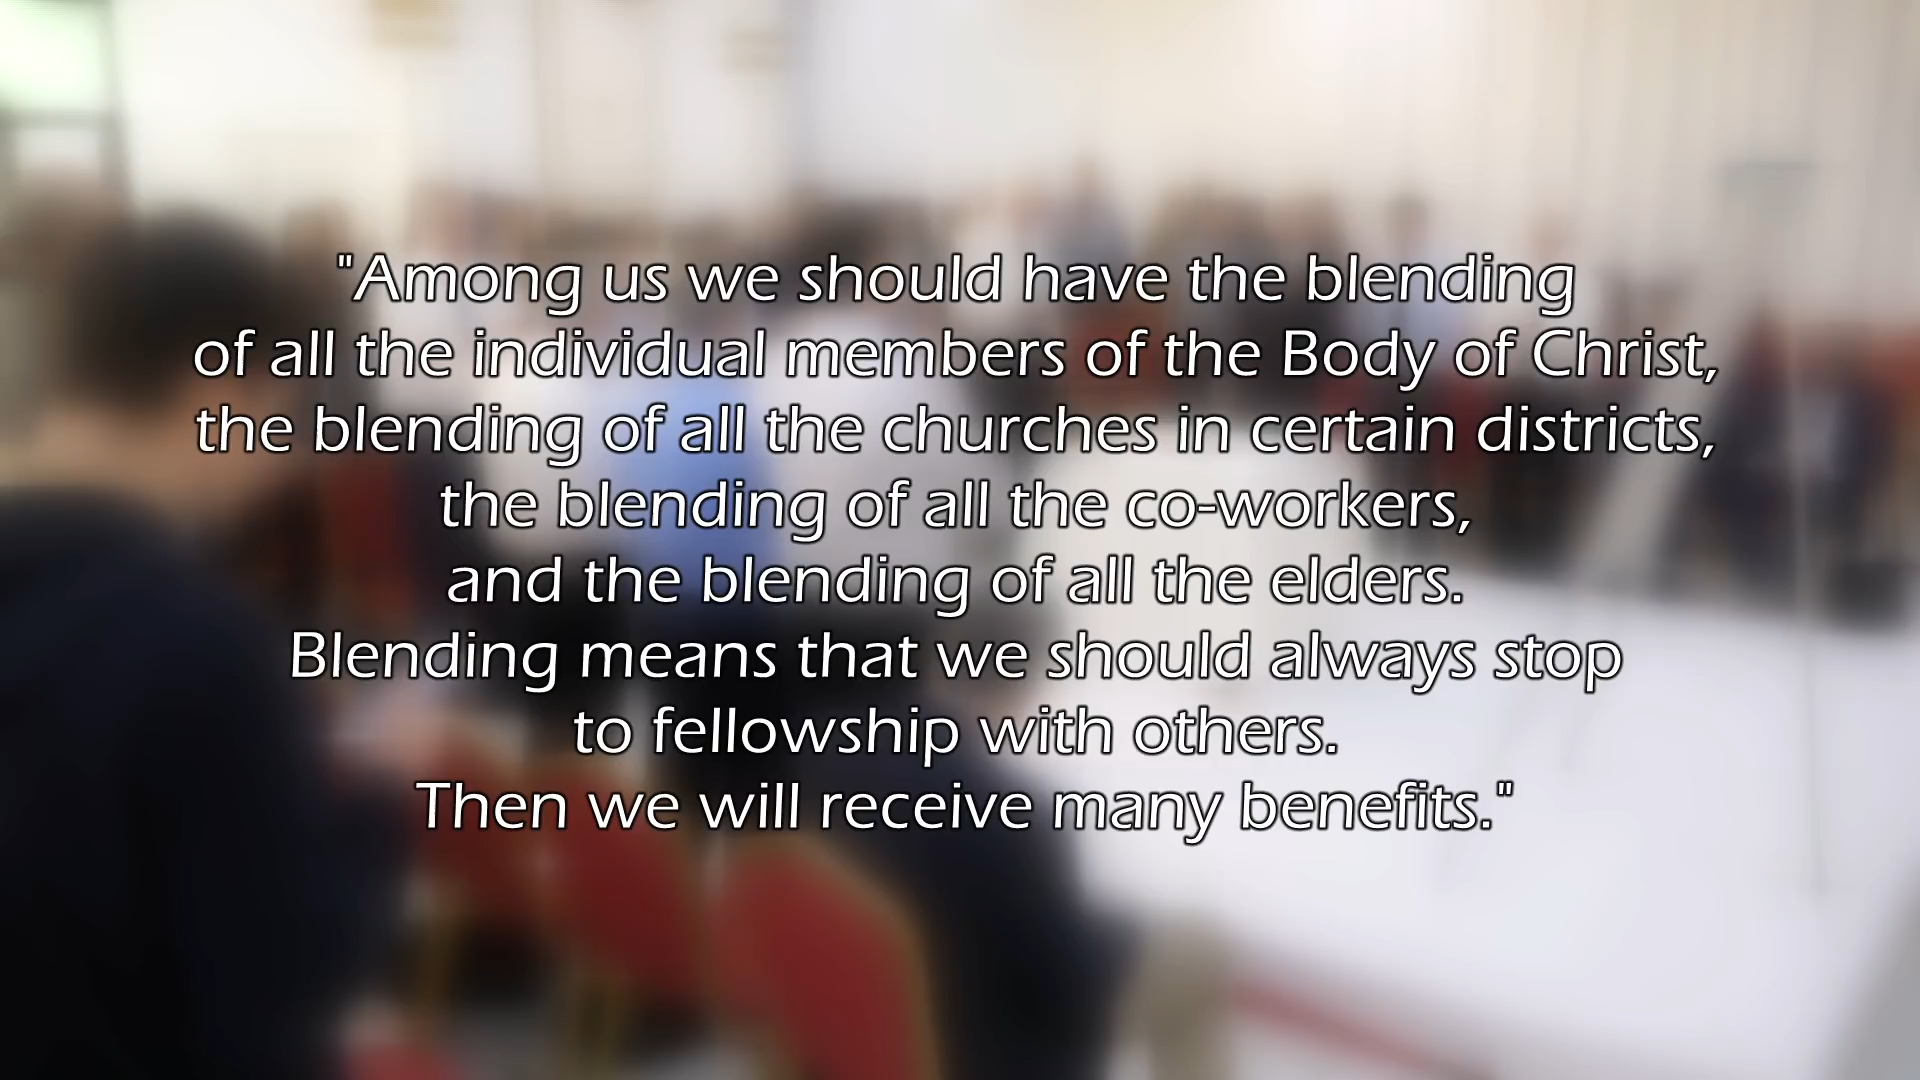 "Among us we should have the blending
of all the individual members of the Body of Christ,
the blending of all the churches in certain districts,
the blending of all the co-workers,
and the blending of all the elders.
Blending means that we should always stop
to fellowship with others.
Then we will receive many benefits."